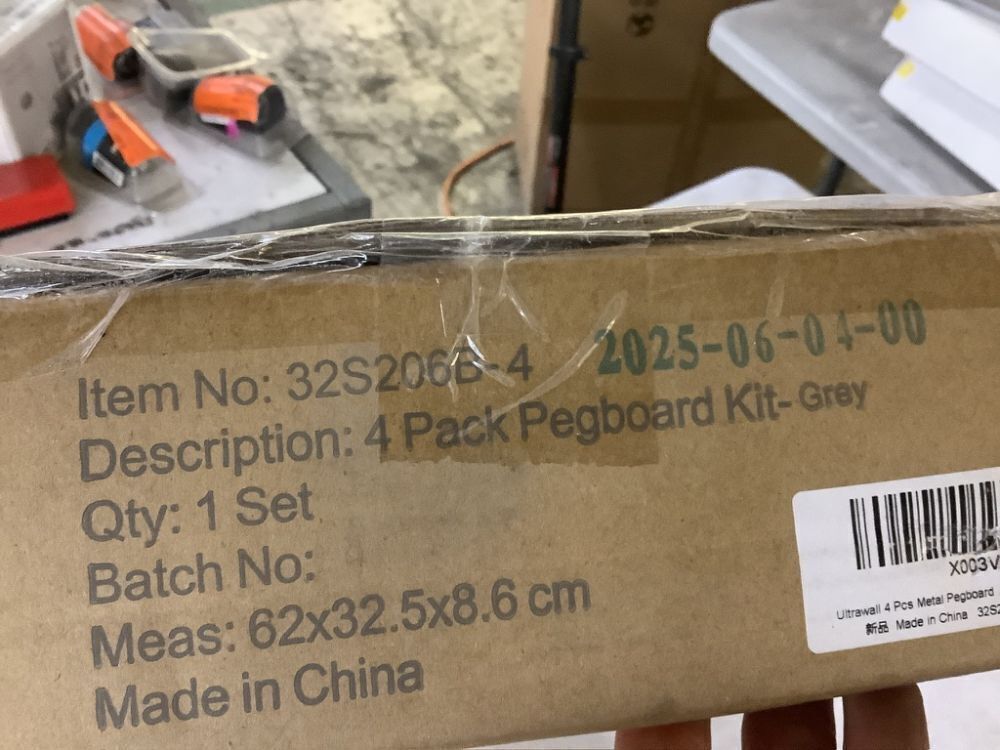 Item No: 32S206B-4
2025-06-04-00
Description: 4 Pack Pegboard Kit- Grey
Qty: 1 Set
Batch No:
Meas: 62x32.5x8.6 cm
Made in China
X003V
Ultrawall 4 Pcs Metal Pegboard
新品 Made in China 32S2